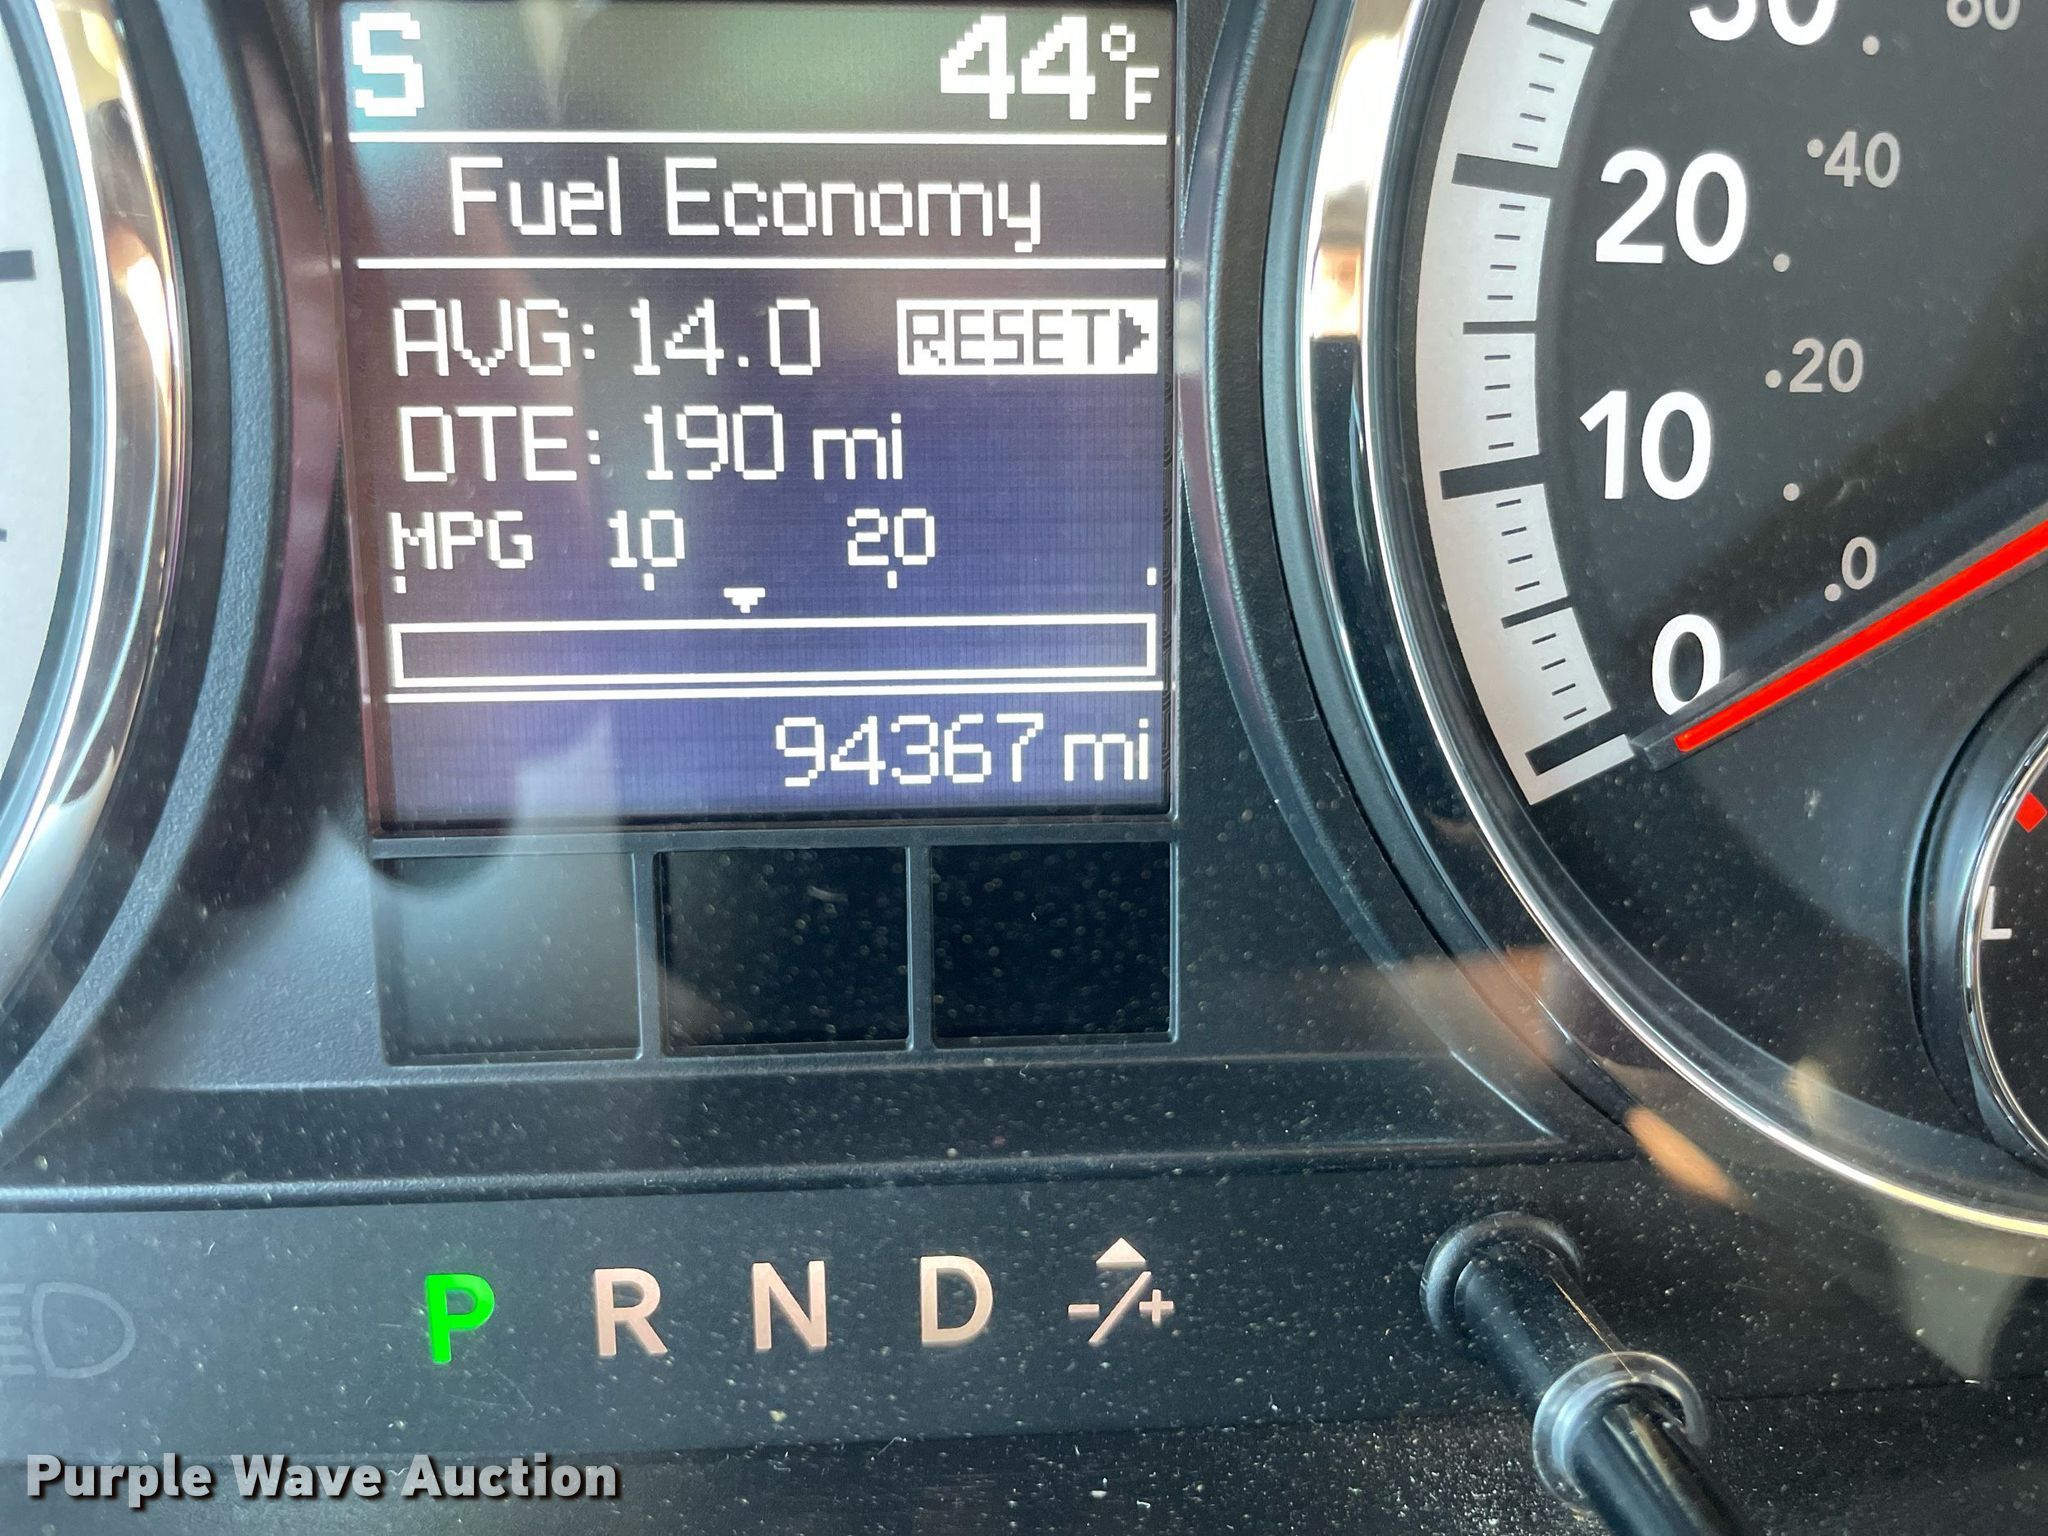 S 44°F
Fuel Economy
AVG: 14.0 RESET
DTE: 190 mi
MPG 10 20
94367 mi
20
10
0
60
40
20
0
L
P R N D -/+
Purple Wave Auction